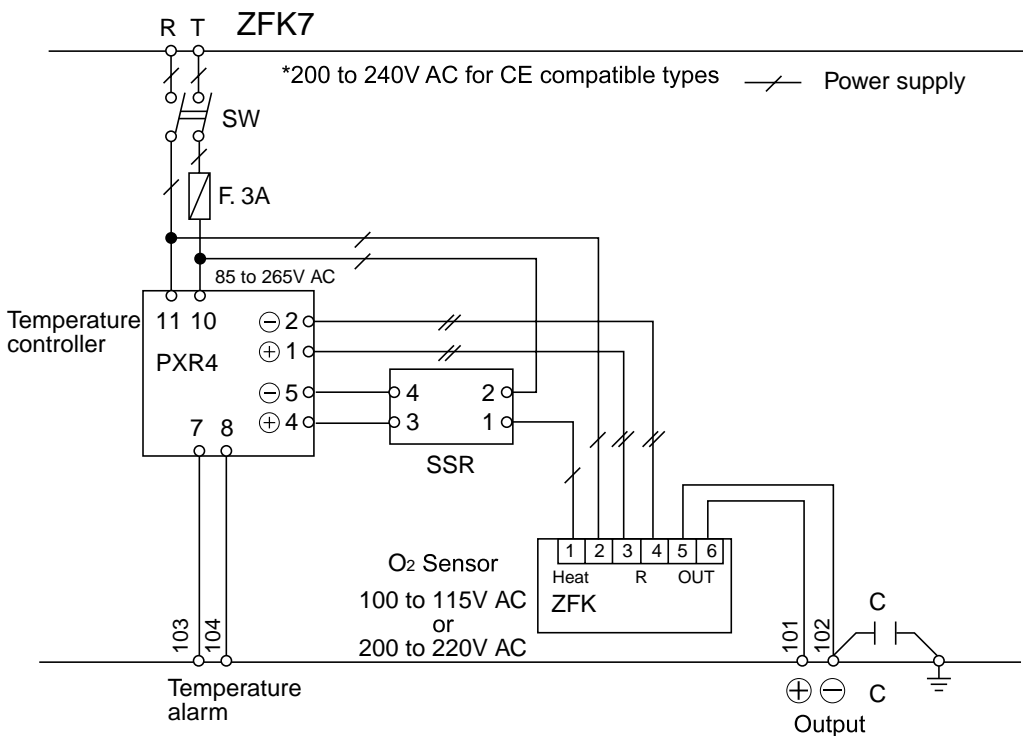 R T ZFK7
*200 to 240V AC for CE compatible types
Power supply
SW
F. 3A
85 to 265V AC
Temperature
controller
11 10
PXR4
⊖ 2
⊕ 1
⊖ 5
⊕ 4
7 8
4 2
3 1
SSR
1 2 3 4 5 6
Heat R OUT
ZFK
O₂ Sensor
100 to 115V AC
or
200 to 220V AC
103 104
Temperature
alarm
101 102
C
⊕ ⊖ C
Output